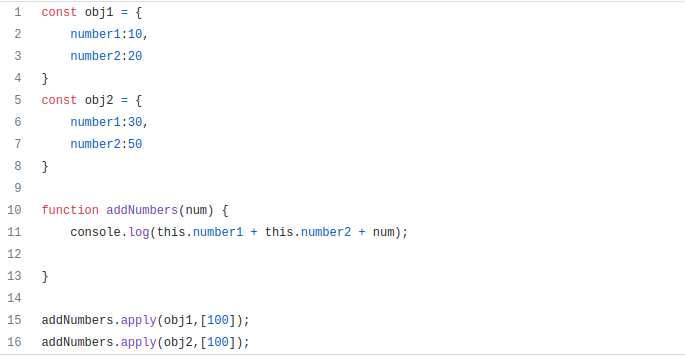 1 const obj1 = {
2     number1:10,
3     number2:20
4 }
5 const obj2 = {
6     number1:30,
7     number2:50
8 }
9
10 function addNumbers(num) {
11     console.log(this.number1 + this.number2 + num);
12
13 }
14
15 addNumbers.apply(obj1,[100]);
16 addNumbers.apply(obj2,[100]);